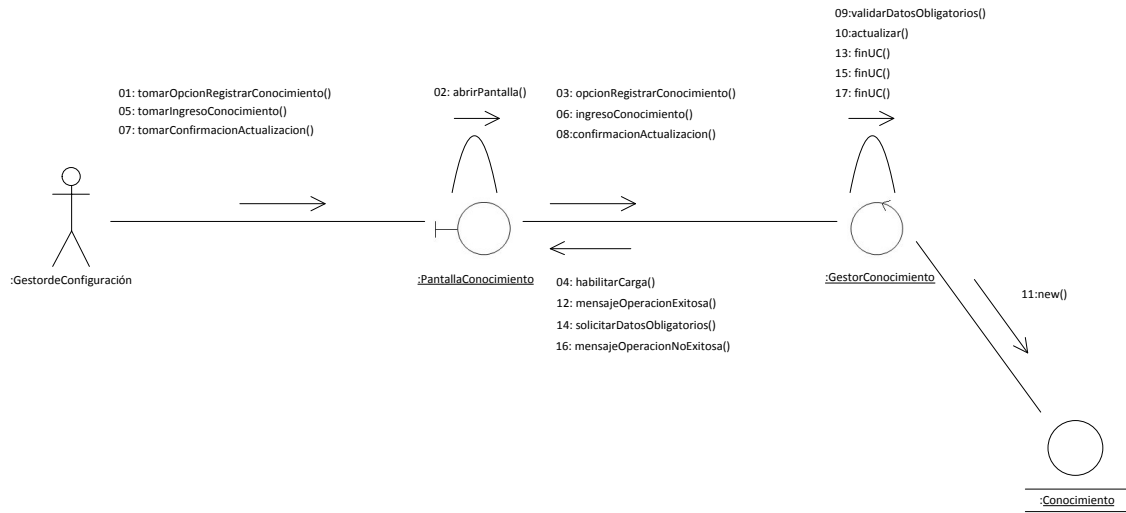 09:validarDatosObligatorios()
10:actualizar()
13: finUC()
15: finUC()
17: finUC()
01: tomarOpcionRegistrarConocimiento()
05: tomarIngresoConocimiento()
07: tomarConfirmacionActualizacion()
02: abrirPantalla()
03: opcionRegistrarConocimiento()
06: ingresoConocimiento()
08:confirmacionActualizacion()
:GestordeConfiguración
:PantallaConocimiento
:GestorConocimiento
04: habilitarCarga()
12: mensajeOperacionExitosa()
14: solicitarDatosObligatorios()
16: mensajeOperacionNoExitosa()
11:new()
:Conocimiento